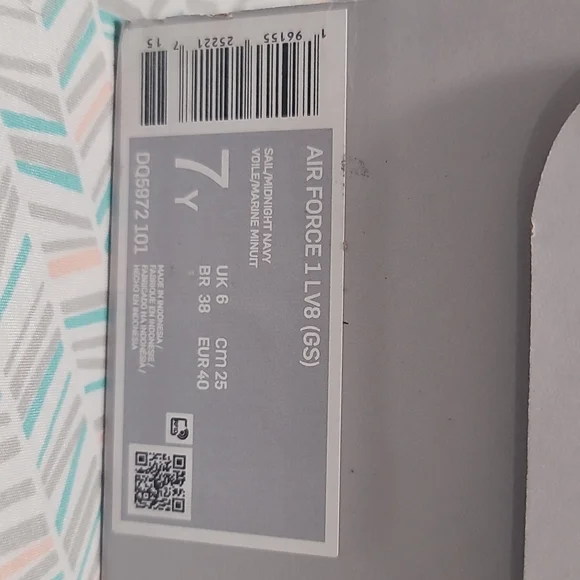 1 96155 25221 7 15
AIR FORCE 1 LV8 (GS)
SAIL/MIDNIGHT NAVY
VOILE/MARINE MINUIT
7Y
UK 6 cm 25
BR 38 EUR 40
DQ5972 101
MADE IN INDONESIA /
FABRIQUÉ EN INDONÉSIE /
FABRICADO NA INDONÉSIA /
HECHO EN INDONESIA